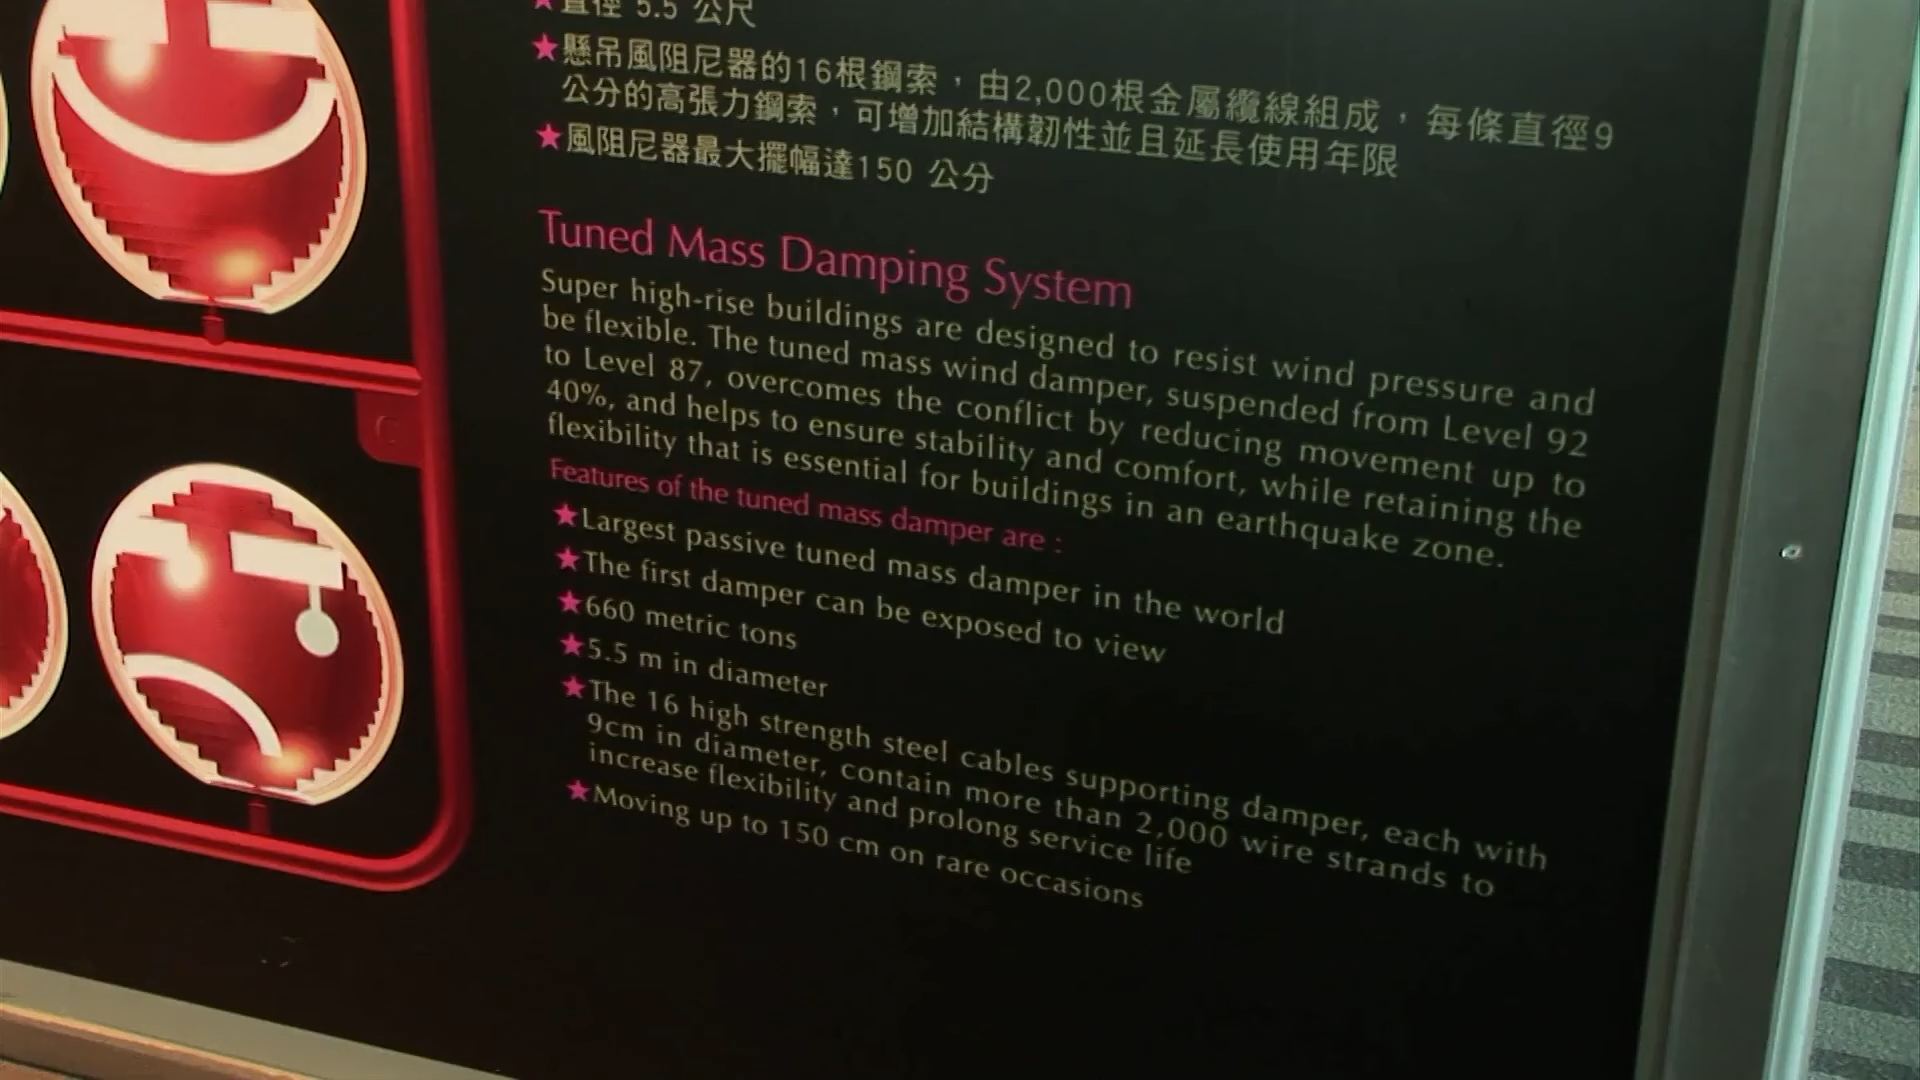 ★直徑 5.5 公尺
★懸吊風阻尼器的16根鋼索，由2,000根金屬纜線組成，每條直徑9
公分的高張力鋼索，可增加結構韌性並且延長使用年限
★風阻尼器最大擺幅達150 公分
Tuned Mass Damping System
Super high-rise buildings are designed to resist wind pressure and
be flexible. The tuned mass wind damper, suspended from Level 92
to Level 87, overcomes the conflict by reducing movement up to
40%, and helps to ensure stability and comfort, while retaining the
flexibility that is essential for buildings in an earthquake zone.
Features of the tuned mass damper are :
★Largest passive tuned mass damper in the world
★The first damper can be exposed to view
★660 metric tons
★5.5 m in diameter
★The 16 high strength steel cables supporting damper, each with
9cm in diameter, contain more than 2,000 wire strands to
increase flexibility and prolong service life
★Moving up to 150 cm on rare occasions